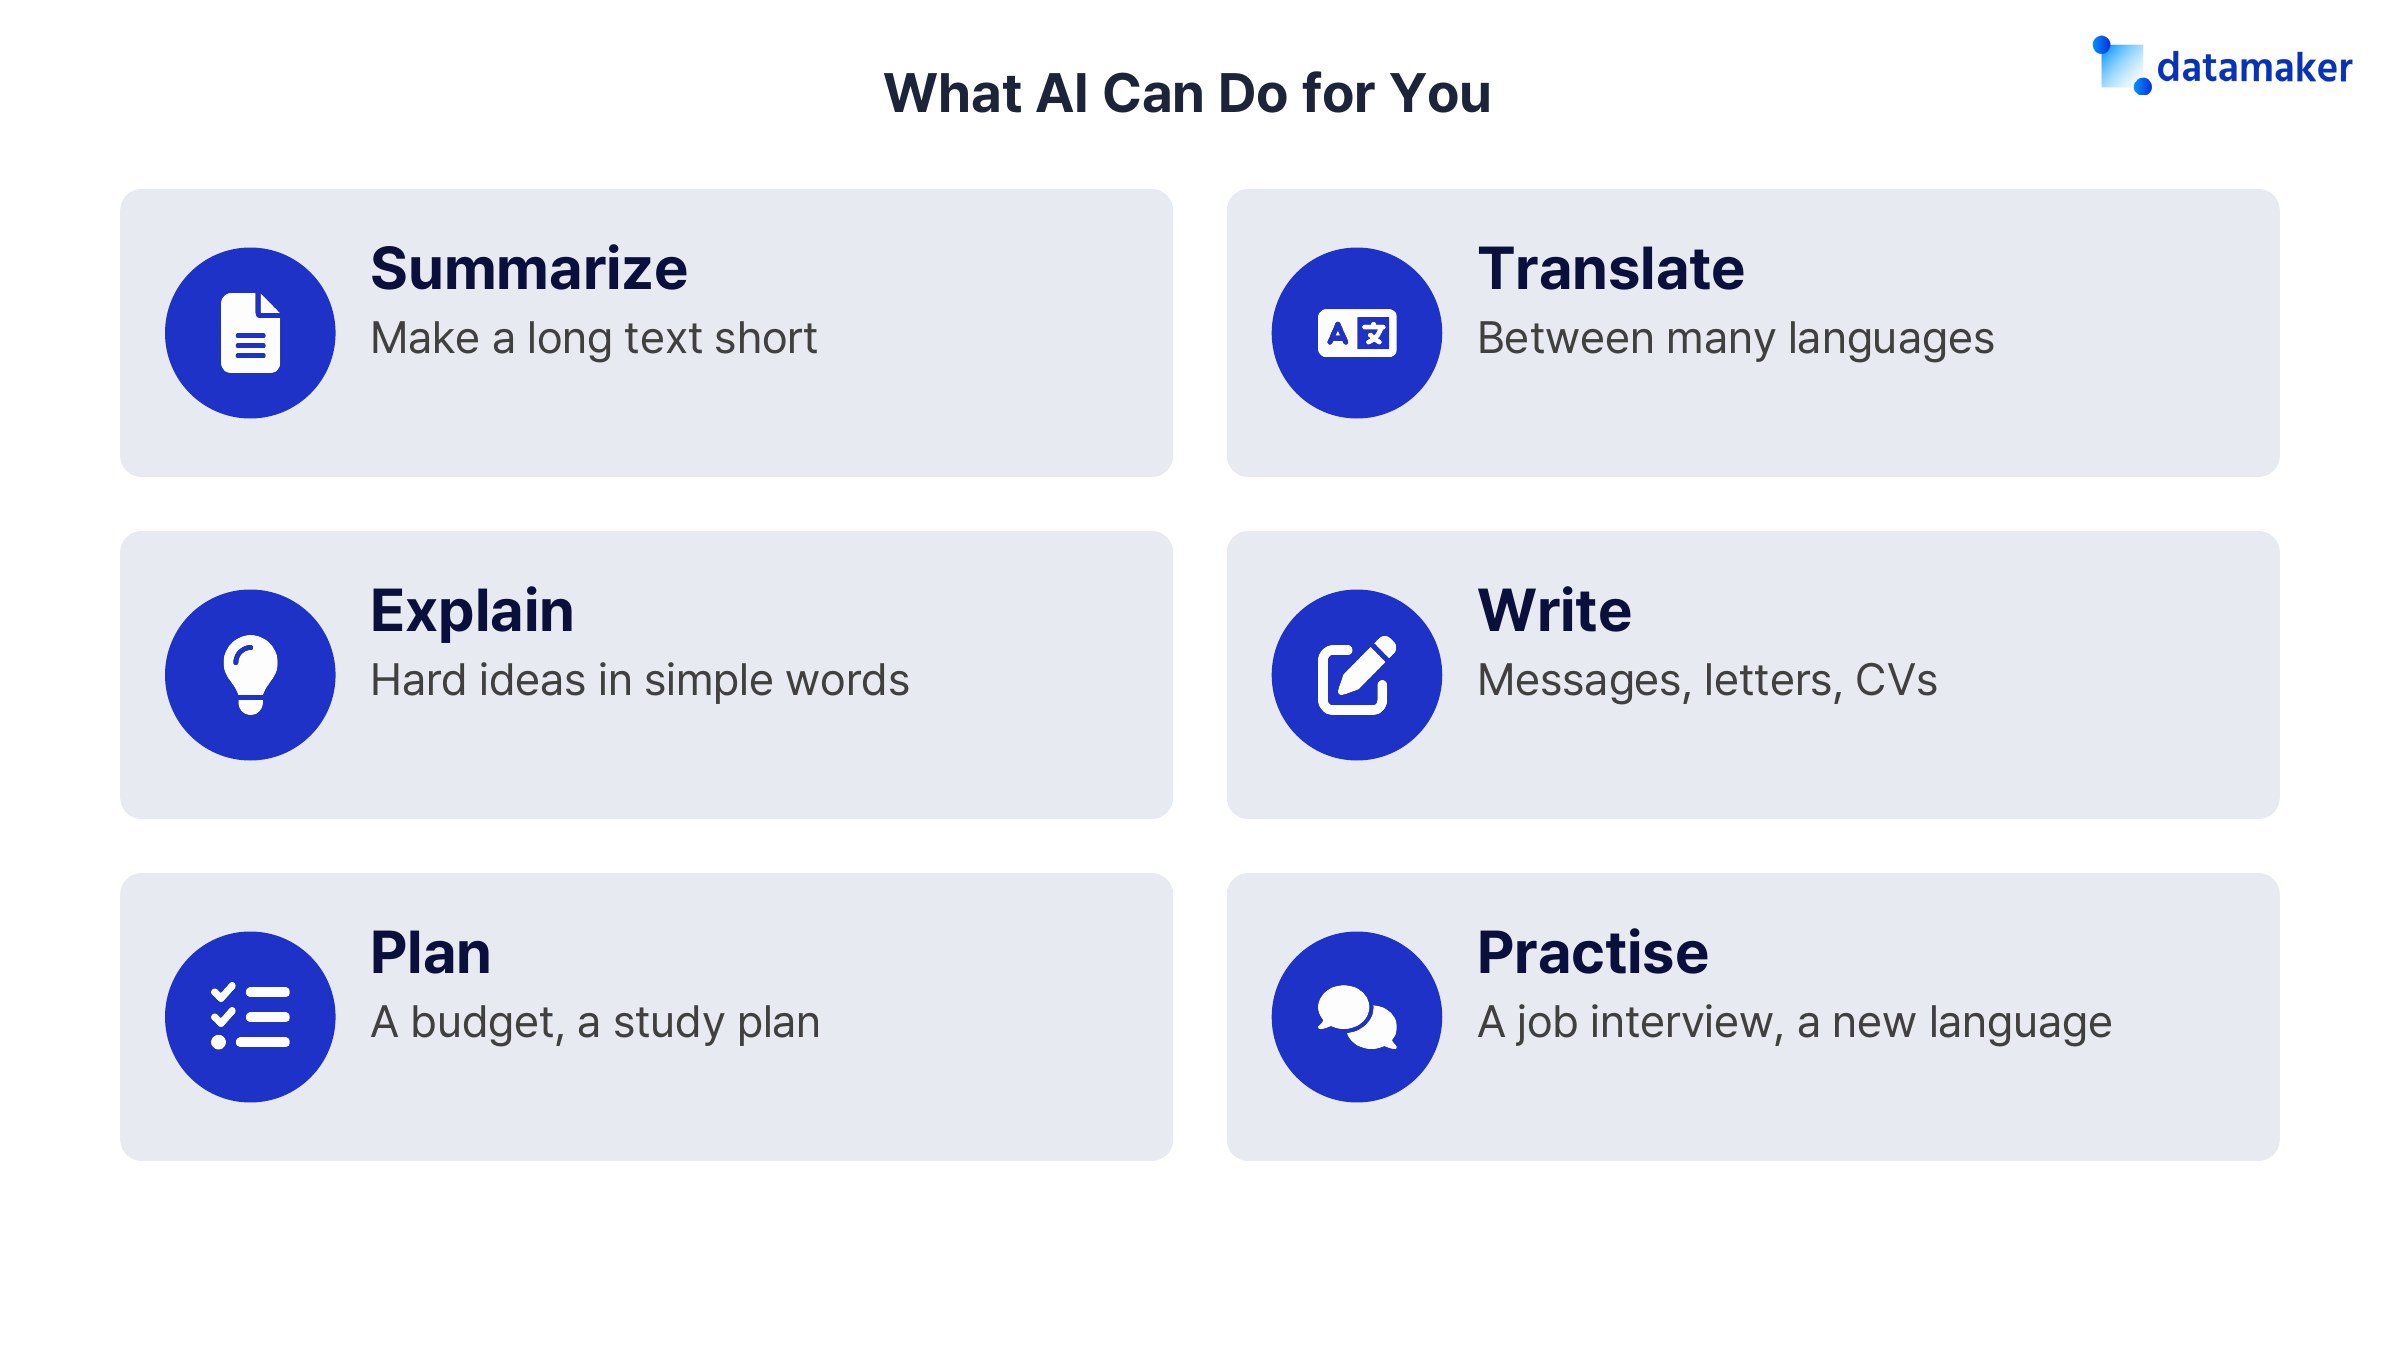 What AI Can Do for You
datamaker
Summarize
Make a long text short
Translate
Between many languages
Explain
Hard ideas in simple words
Write
Messages, letters, CVs
Plan
A budget, a study plan
Practise
A job interview, a new language